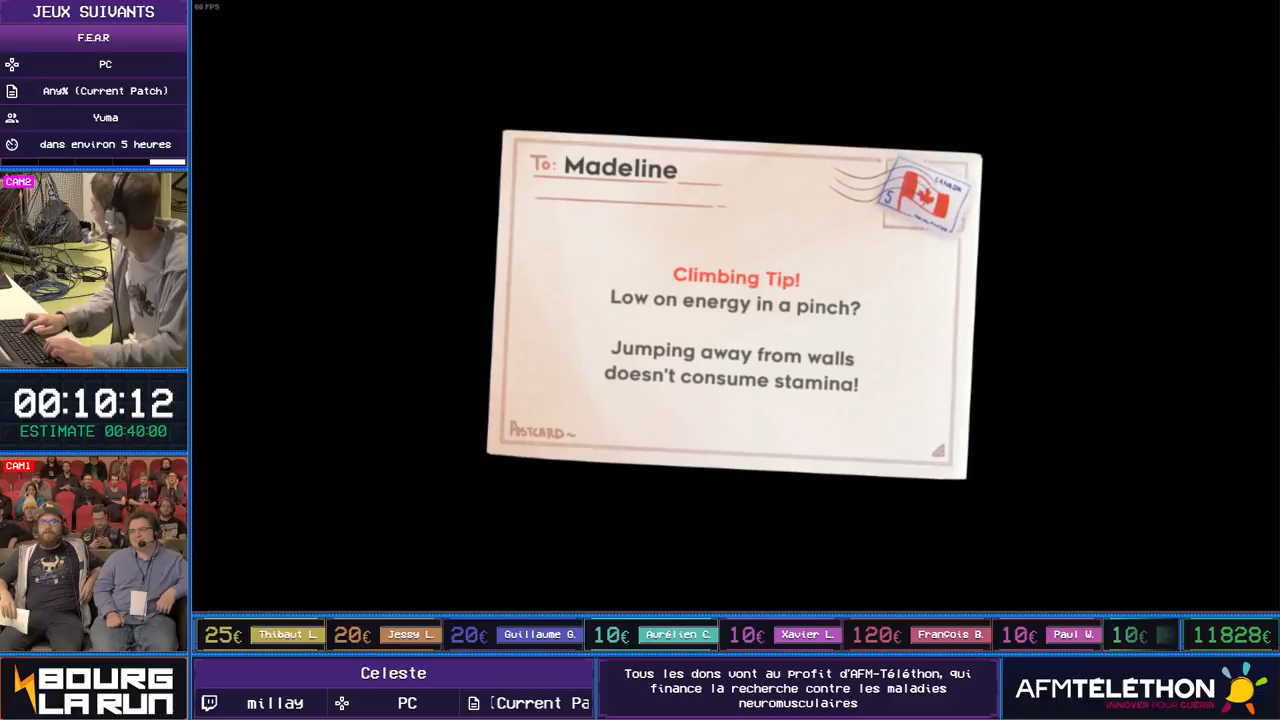 JEUX SUIVANTS
F.E.A.R
PC
Any% (Current Patch)
Yuma
dans environ 5 heures
CAM2
00:10:12
ESTIMATE 00:40:00
CAM1
60 FPS
To: Madeline
CANADA
5
Climbing Tip!
Low on energy in a pinch?
Jumping away from walls
doesn't consume stamina!
POSTCARD~
25€ Thibaut L. 20€ Jessy L. 20€ Guillaume G. 10€ Aurélien C. 10€ Xavier L. 120€ François B. 10€ Paul W. 10€ 11828€
BOURG
LA RUN
Celeste
millay PC (Current Pa
Tous les dons vont au profit d'AFM-Téléthon, qui
finance la recherche contre les maladies
neuromusculaires
AFMTÉLÉTHON
INNOVER POUR GUÉRIR